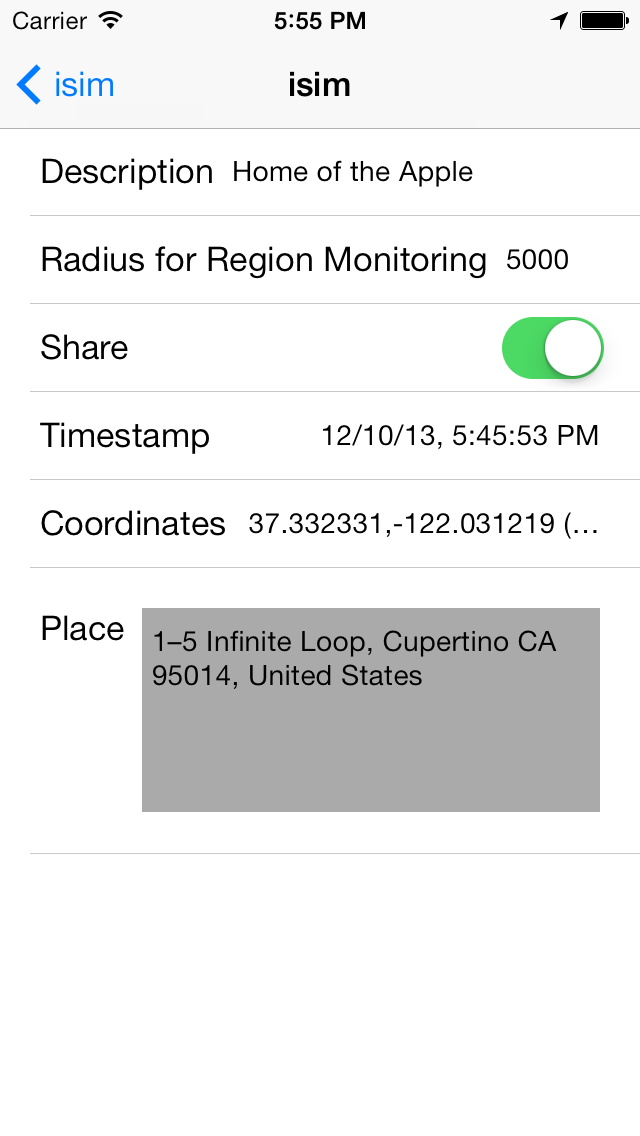 Carrier 5:55 PM
isim isim
Description Home of the Apple
Radius for Region Monitoring 5000
Share
Timestamp 12/10/13, 5:45:53 PM
Coordinates 37.332331,-122.031219 (...
Place
1–5 Infinite Loop, Cupertino CA
95014, United States